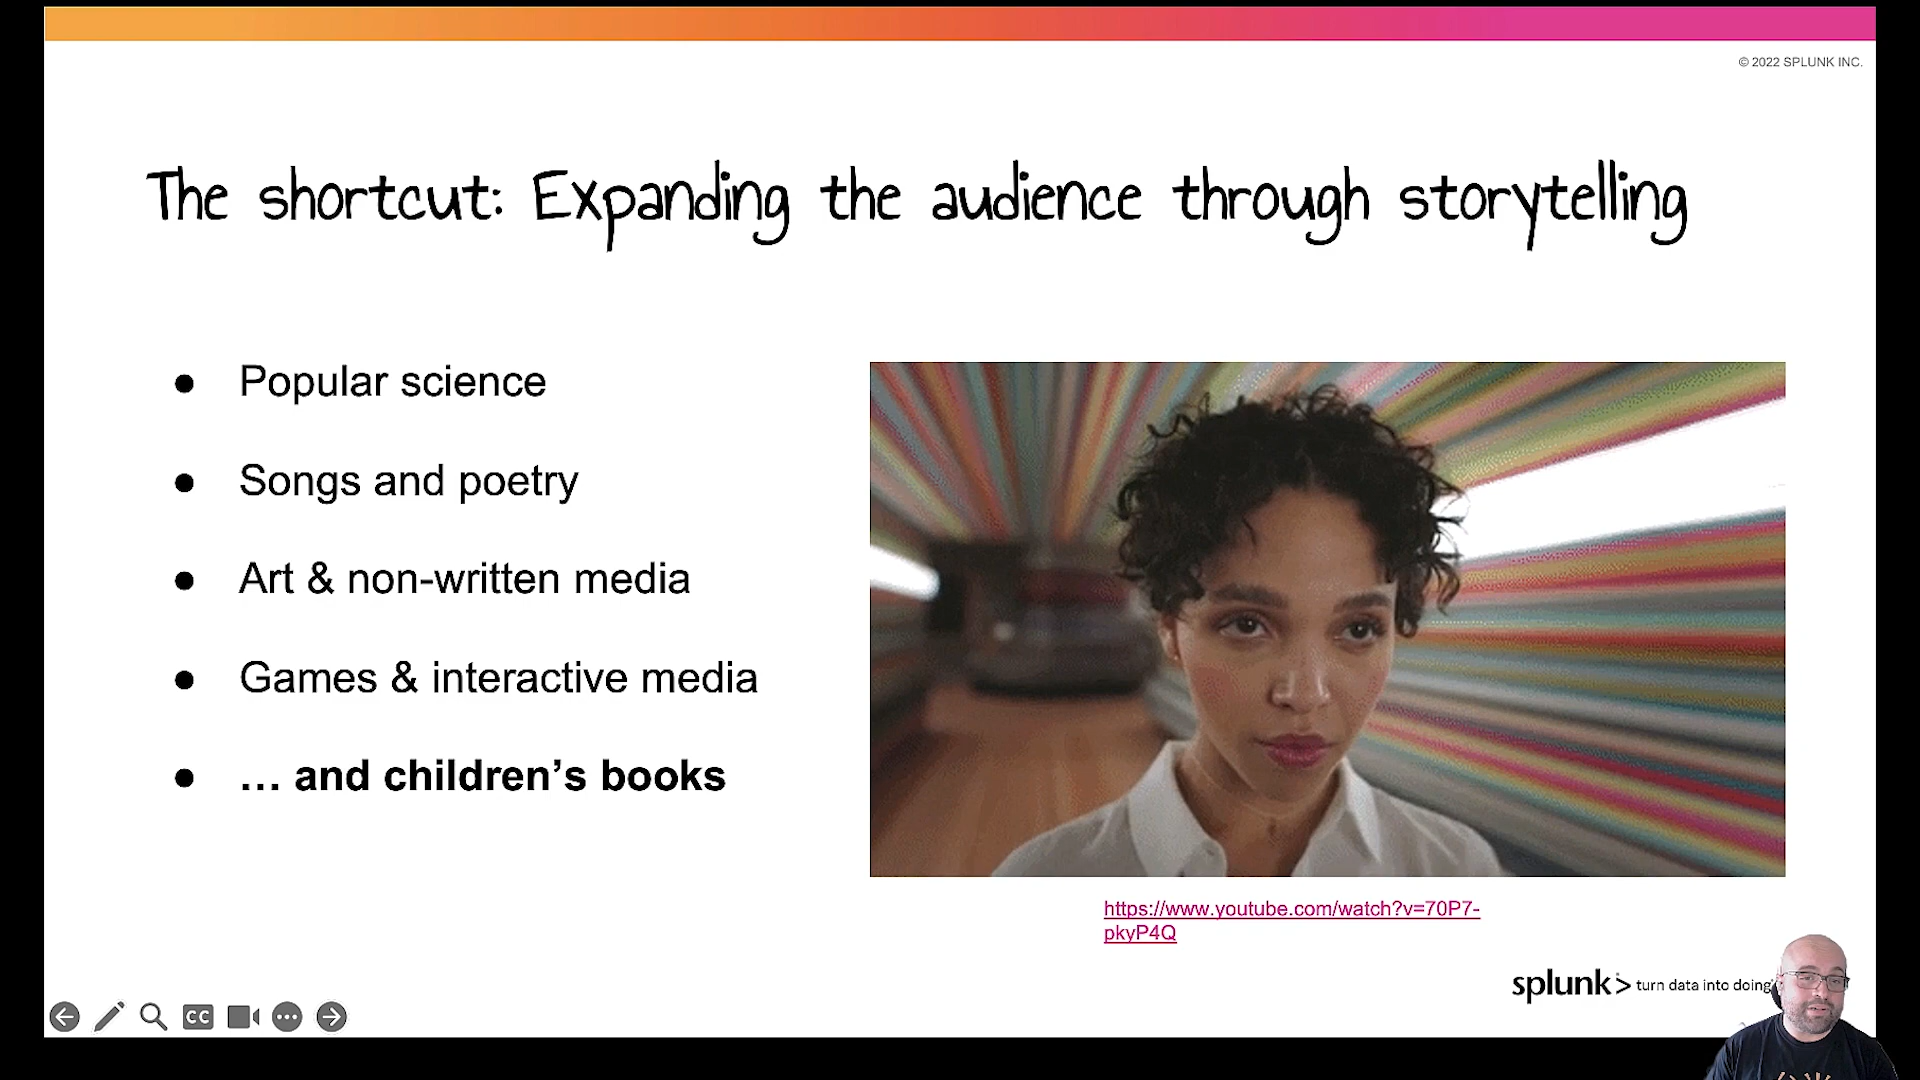 © 2022 SPLUNK INC.
The shortcut: Expanding the audience through storytelling
● Popular science
● Songs and poetry
● Art & non-written media
● Games & interactive media
● … and children’s books
https://www.youtube.com/watch?v=70P7-
pkyP4Q
splunk> turn data into doing
CC